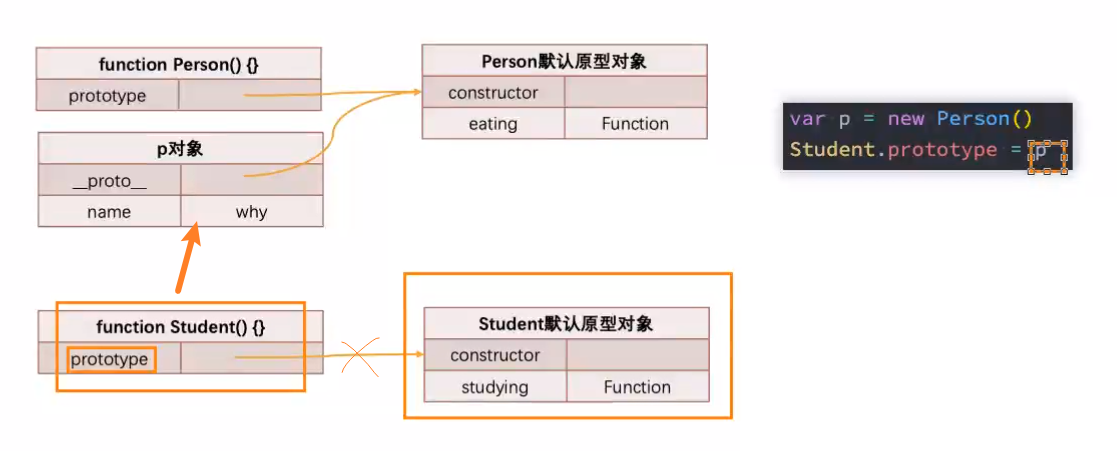 function Person() {}
prototype
Person默认原型对象
constructor
eating Function
p对象
__proto__
name why
var p = new Person()
Student.prototype = p
function Student() {}
prototype
Student默认原型对象
constructor
studying Function